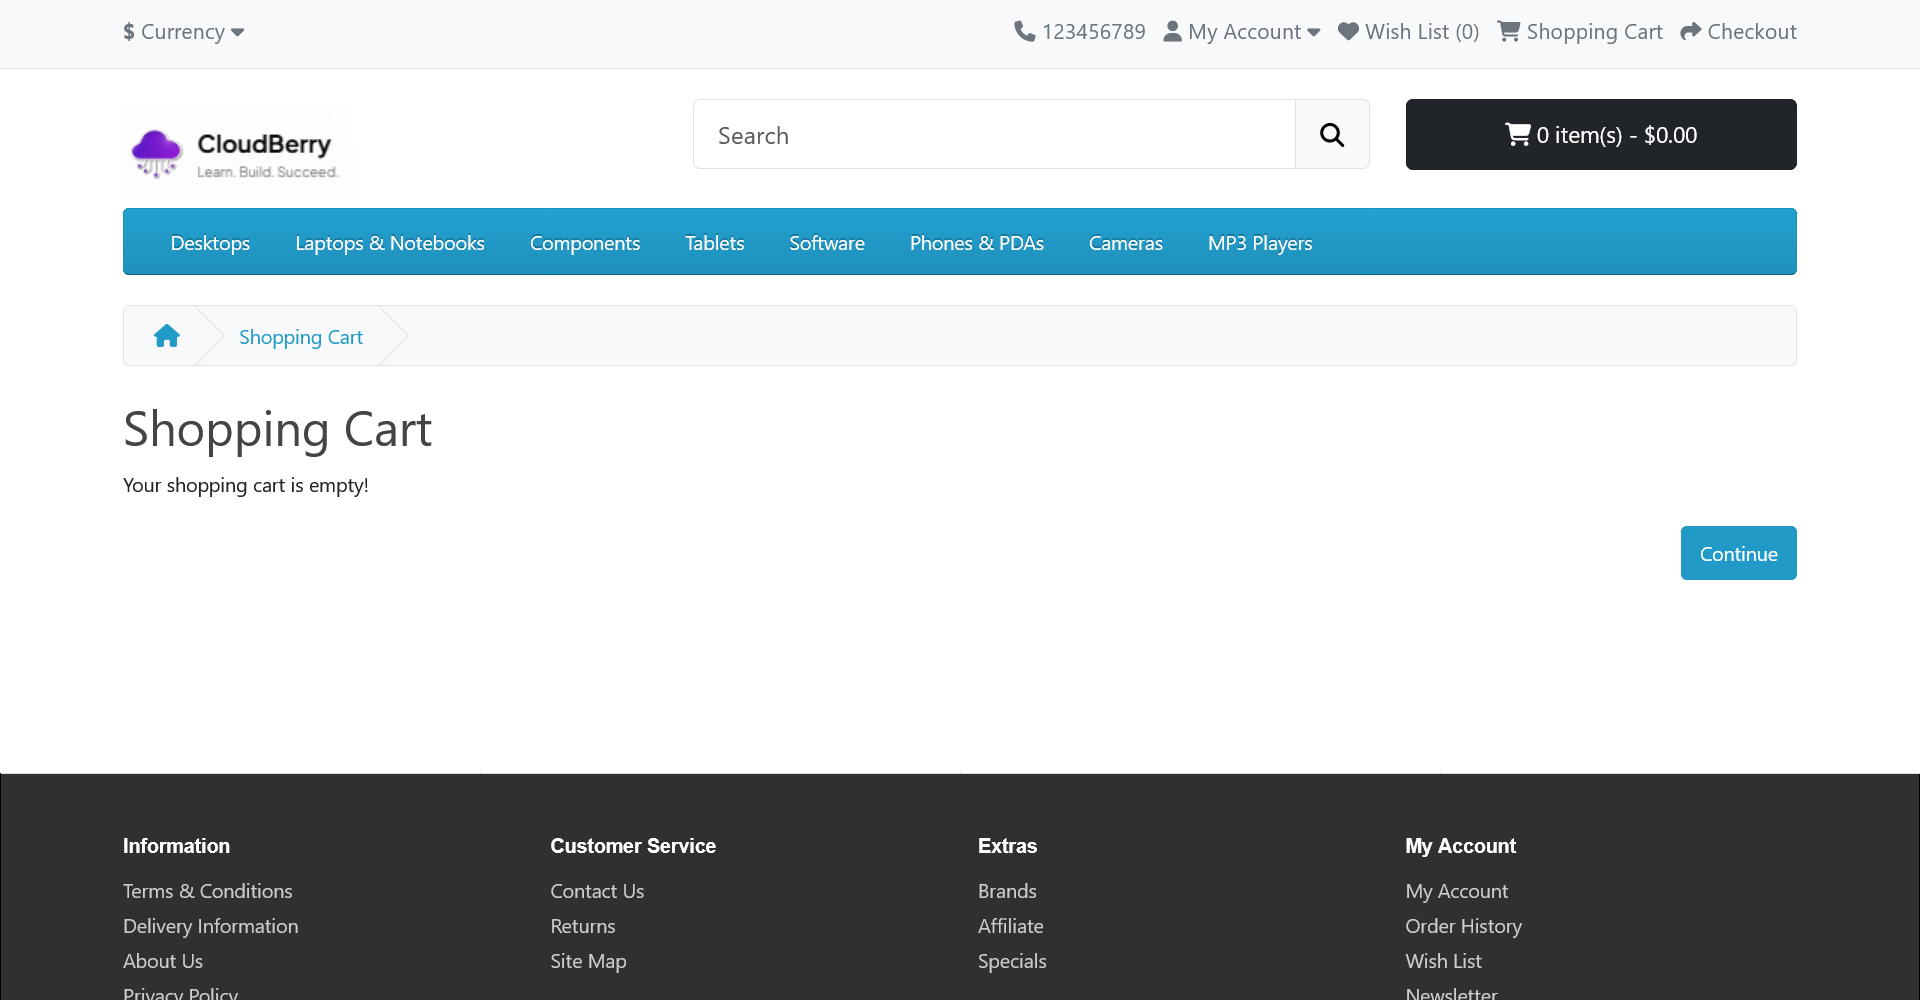 $ Currency
123456789 My Account Wish List (0) Shopping Cart Checkout
CloudBerry
Learn. Build. Succeed.
Search
0 item(s) - $0.00
Desktops Laptops & Notebooks Components Tablets Software Phones & PDAs Cameras MP3 Players
Shopping Cart
Shopping Cart
Your shopping cart is empty!
Continue
Information
Terms & Conditions
Delivery Information
About Us
Privacy Policy
Customer Service
Contact Us
Returns
Site Map
Extras
Brands
Affiliate
Specials
My Account
My Account
Order History
Wish List
Newsletter